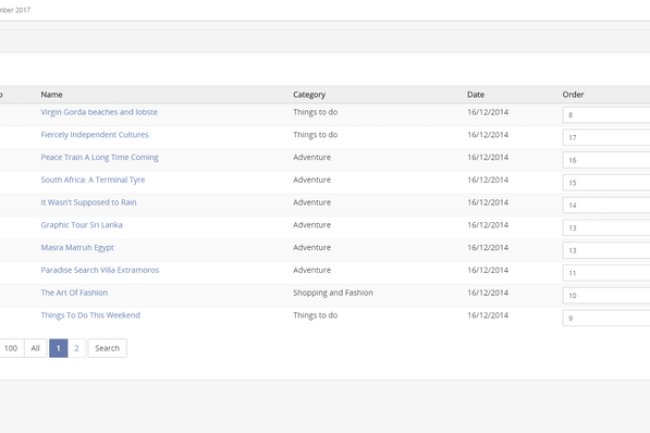 mber 2017
Name Category Date Order
Virgin Gorda beaches and lobste Things to do 16/12/2014 8
Fiercely Independent Cultures Things to do 16/12/2014 17
Peace Train A Long Time Coming Adventure 16/12/2014 16
South Africa: A Terminal Tyre Adventure 16/12/2014 15
It Wasn't Supposed to Rain Adventure 16/12/2014 14
Graphic Tour Sri Lanka Adventure 16/12/2014 13
Masra Matruh Egypt Adventure 16/12/2014 13
Paradise Search Villa Extramoros Adventure 16/12/2014 11
The Art Of Fashion Shopping and Fashion 16/12/2014 10
Things To Do This Weekend Things to do 16/12/2014 9
100 All 1 2 Search